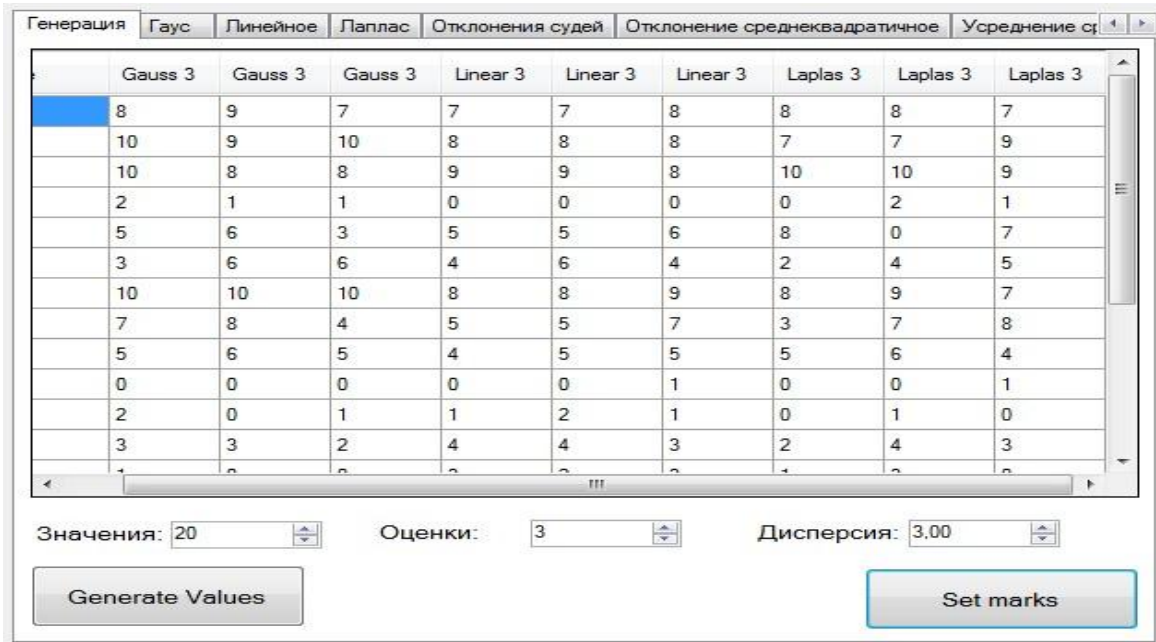 Генерация Гаус Линейное Лаплас Отклонения судей Отклонение среднеквадратичное Усреднение
Gauss 3 Gauss 3 Gauss 3 Linear 3 Linear 3 Linear 3 Laplas 3 Laplas 3 Laplas 3
8 9 7 7 7 8 8 8 7
10 9 10 8 8 8 7 7 9
10 8 8 9 9 8 10 10 9
2 1 1 0 0 0 0 2 1
5 6 3 5 5 6 8 0 7
3 6 6 4 6 4 2 4 5
10 10 10 8 8 9 8 9 7
7 8 4 5 5 7 3 7 8
5 6 5 4 5 5 5 6 4
0 0 0 0 0 1 0 0 1
2 0 1 1 2 1 0 1 0
3 3 2 4 4 3 2 4 3
Значения: 20 Оценки: 3 Дисперсия: 3,00
Generate Values Set marks